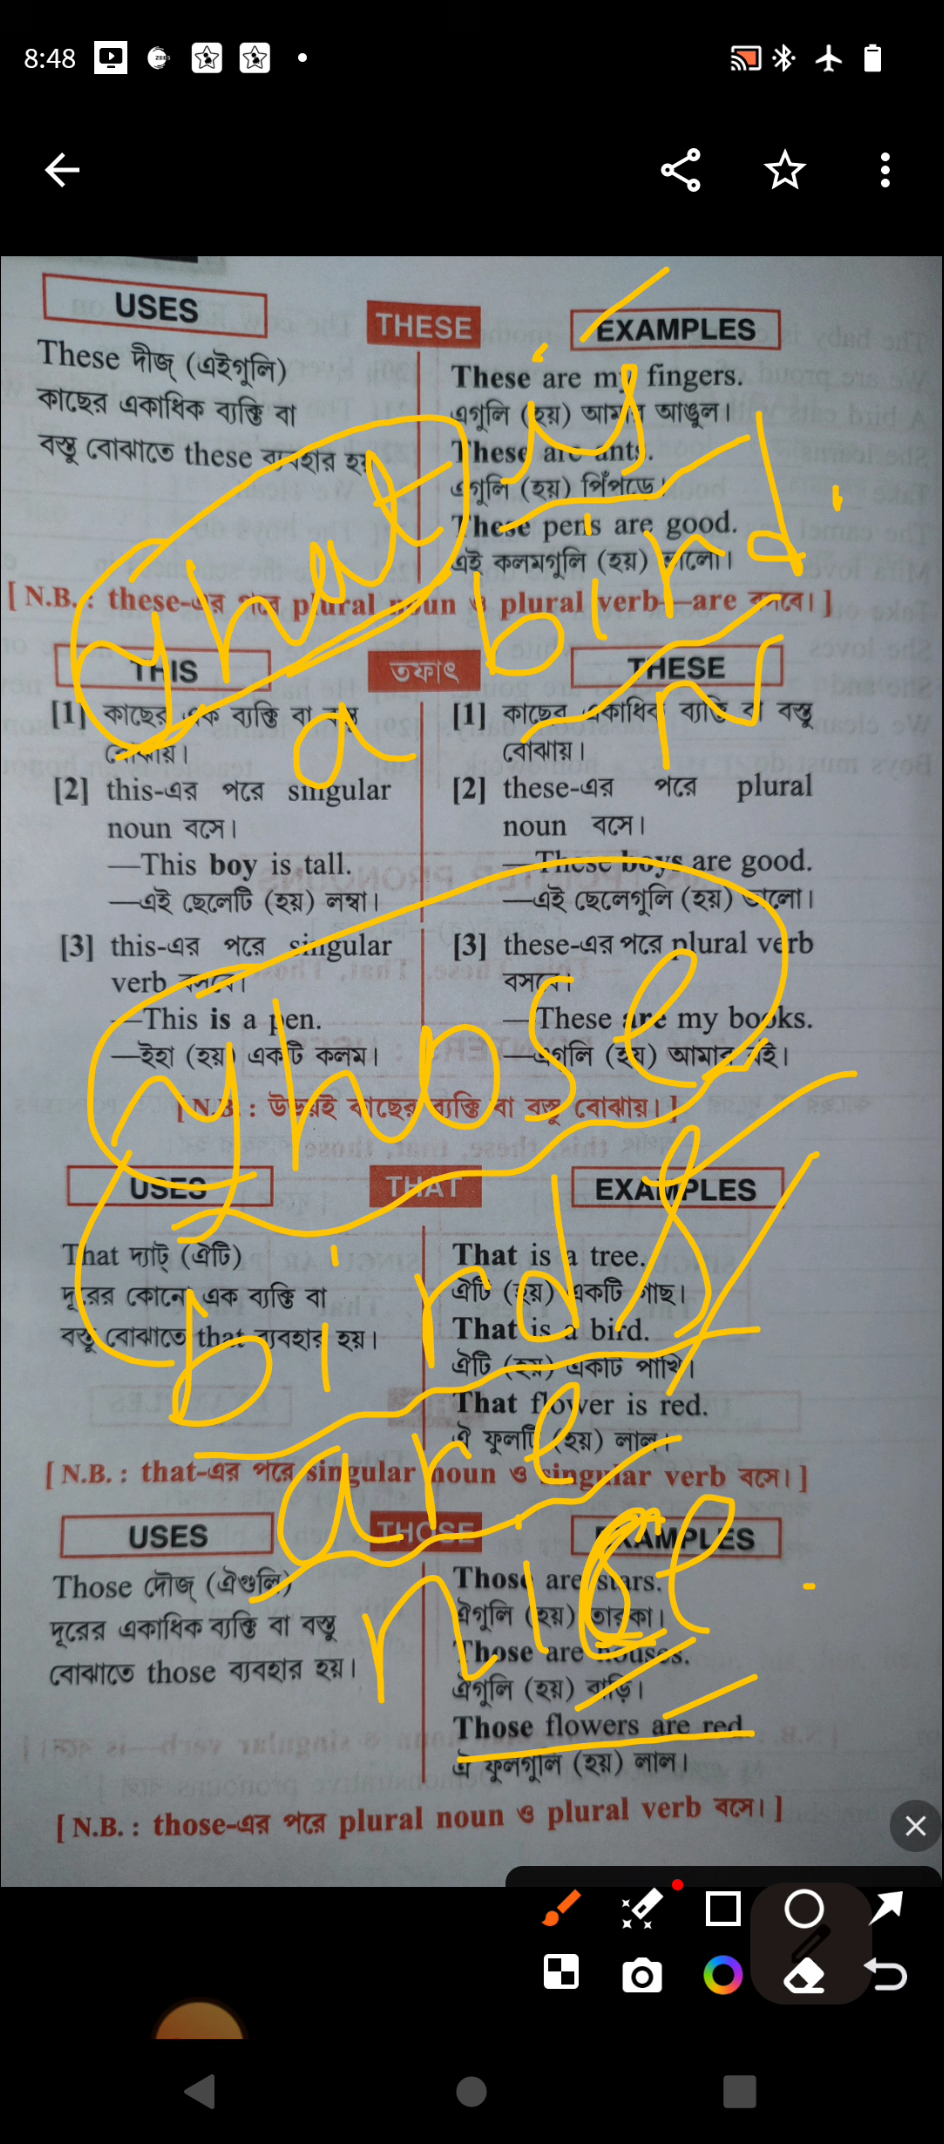 8:48
USES
THESE
EXAMPLES
These দীজ্ (এইগুলি)
কাছের একাধিক ব্যক্তি বা
বস্তু বোঝাতে these ব্যবহার হয়
These are my fingers.
এগুলি (হয়) আমার আঙুল।
These are ants.
এগুলি (হয়) পিঁপড়ে।
These pens are good.
এই কলমগুলি (হয়) ভালো।
[ N.B. : these-এর পরে plural noun ও plural verb—are বসবে। ]
THIS
তফাৎ
THESE
[1] কাছের এক ব্যক্তি বা বস্তু
বোঝায়।
[2] this-এর পরে singular
noun বসে।
—This boy is tall.
—এই ছেলেটি (হয়) লম্বা।
[3] this-এর পরে singular
verb বসবে।
—This is a pen.
—ইহা (হয়) একটি কলম।
[1] কাছের একাধিক ব্যক্তি বা বস্তু
বোঝায়।
[2] these-এর পরে plural
noun বসে।
—These boys are good.
—এই ছেলেগুলি (হয়) ভালো।
[3] these-এর পরে plural verb
বসবে।
—These are my books.
—এগুলি (হয়) আমার বই।
[ N.B. : উভয়ই কাছের ব্যক্তি বা বস্তু বোঝায়। ]
USES
THAT
EXAMPLES
That দ্যাট্ (ঐটি)
দূরের কোনো এক ব্যক্তি বা
বস্তু বোঝাতে that ব্যবহার হয়।
That is a tree.
ঐটি (হয়) একটি গাছ।
That is a bird.
ঐটি (হয়) একটি পাখি।
That flower is red.
ঐ ফুলটি (হয়) লাল।
[ N.B. : that-এর পরে singular noun ও singular verb বসে। ]
USES
THOSE
EXAMPLES
Those দৌজ্ (ঐগুলি)
দূরের একাধিক ব্যক্তি বা বস্তু
বোঝাতে those ব্যবহার হয়।
Those are stars.
ঐগুলি (হয়) তারকা।
Those are houses.
ঐগুলি (হয়) বাড়ি।
Those flowers are red.
ঐ ফুলগুলি (হয়) লাল।
[ N.B. : those-এর পরে plural noun ও plural verb বসে। ]
is
a bird.
those
birds
are
nice